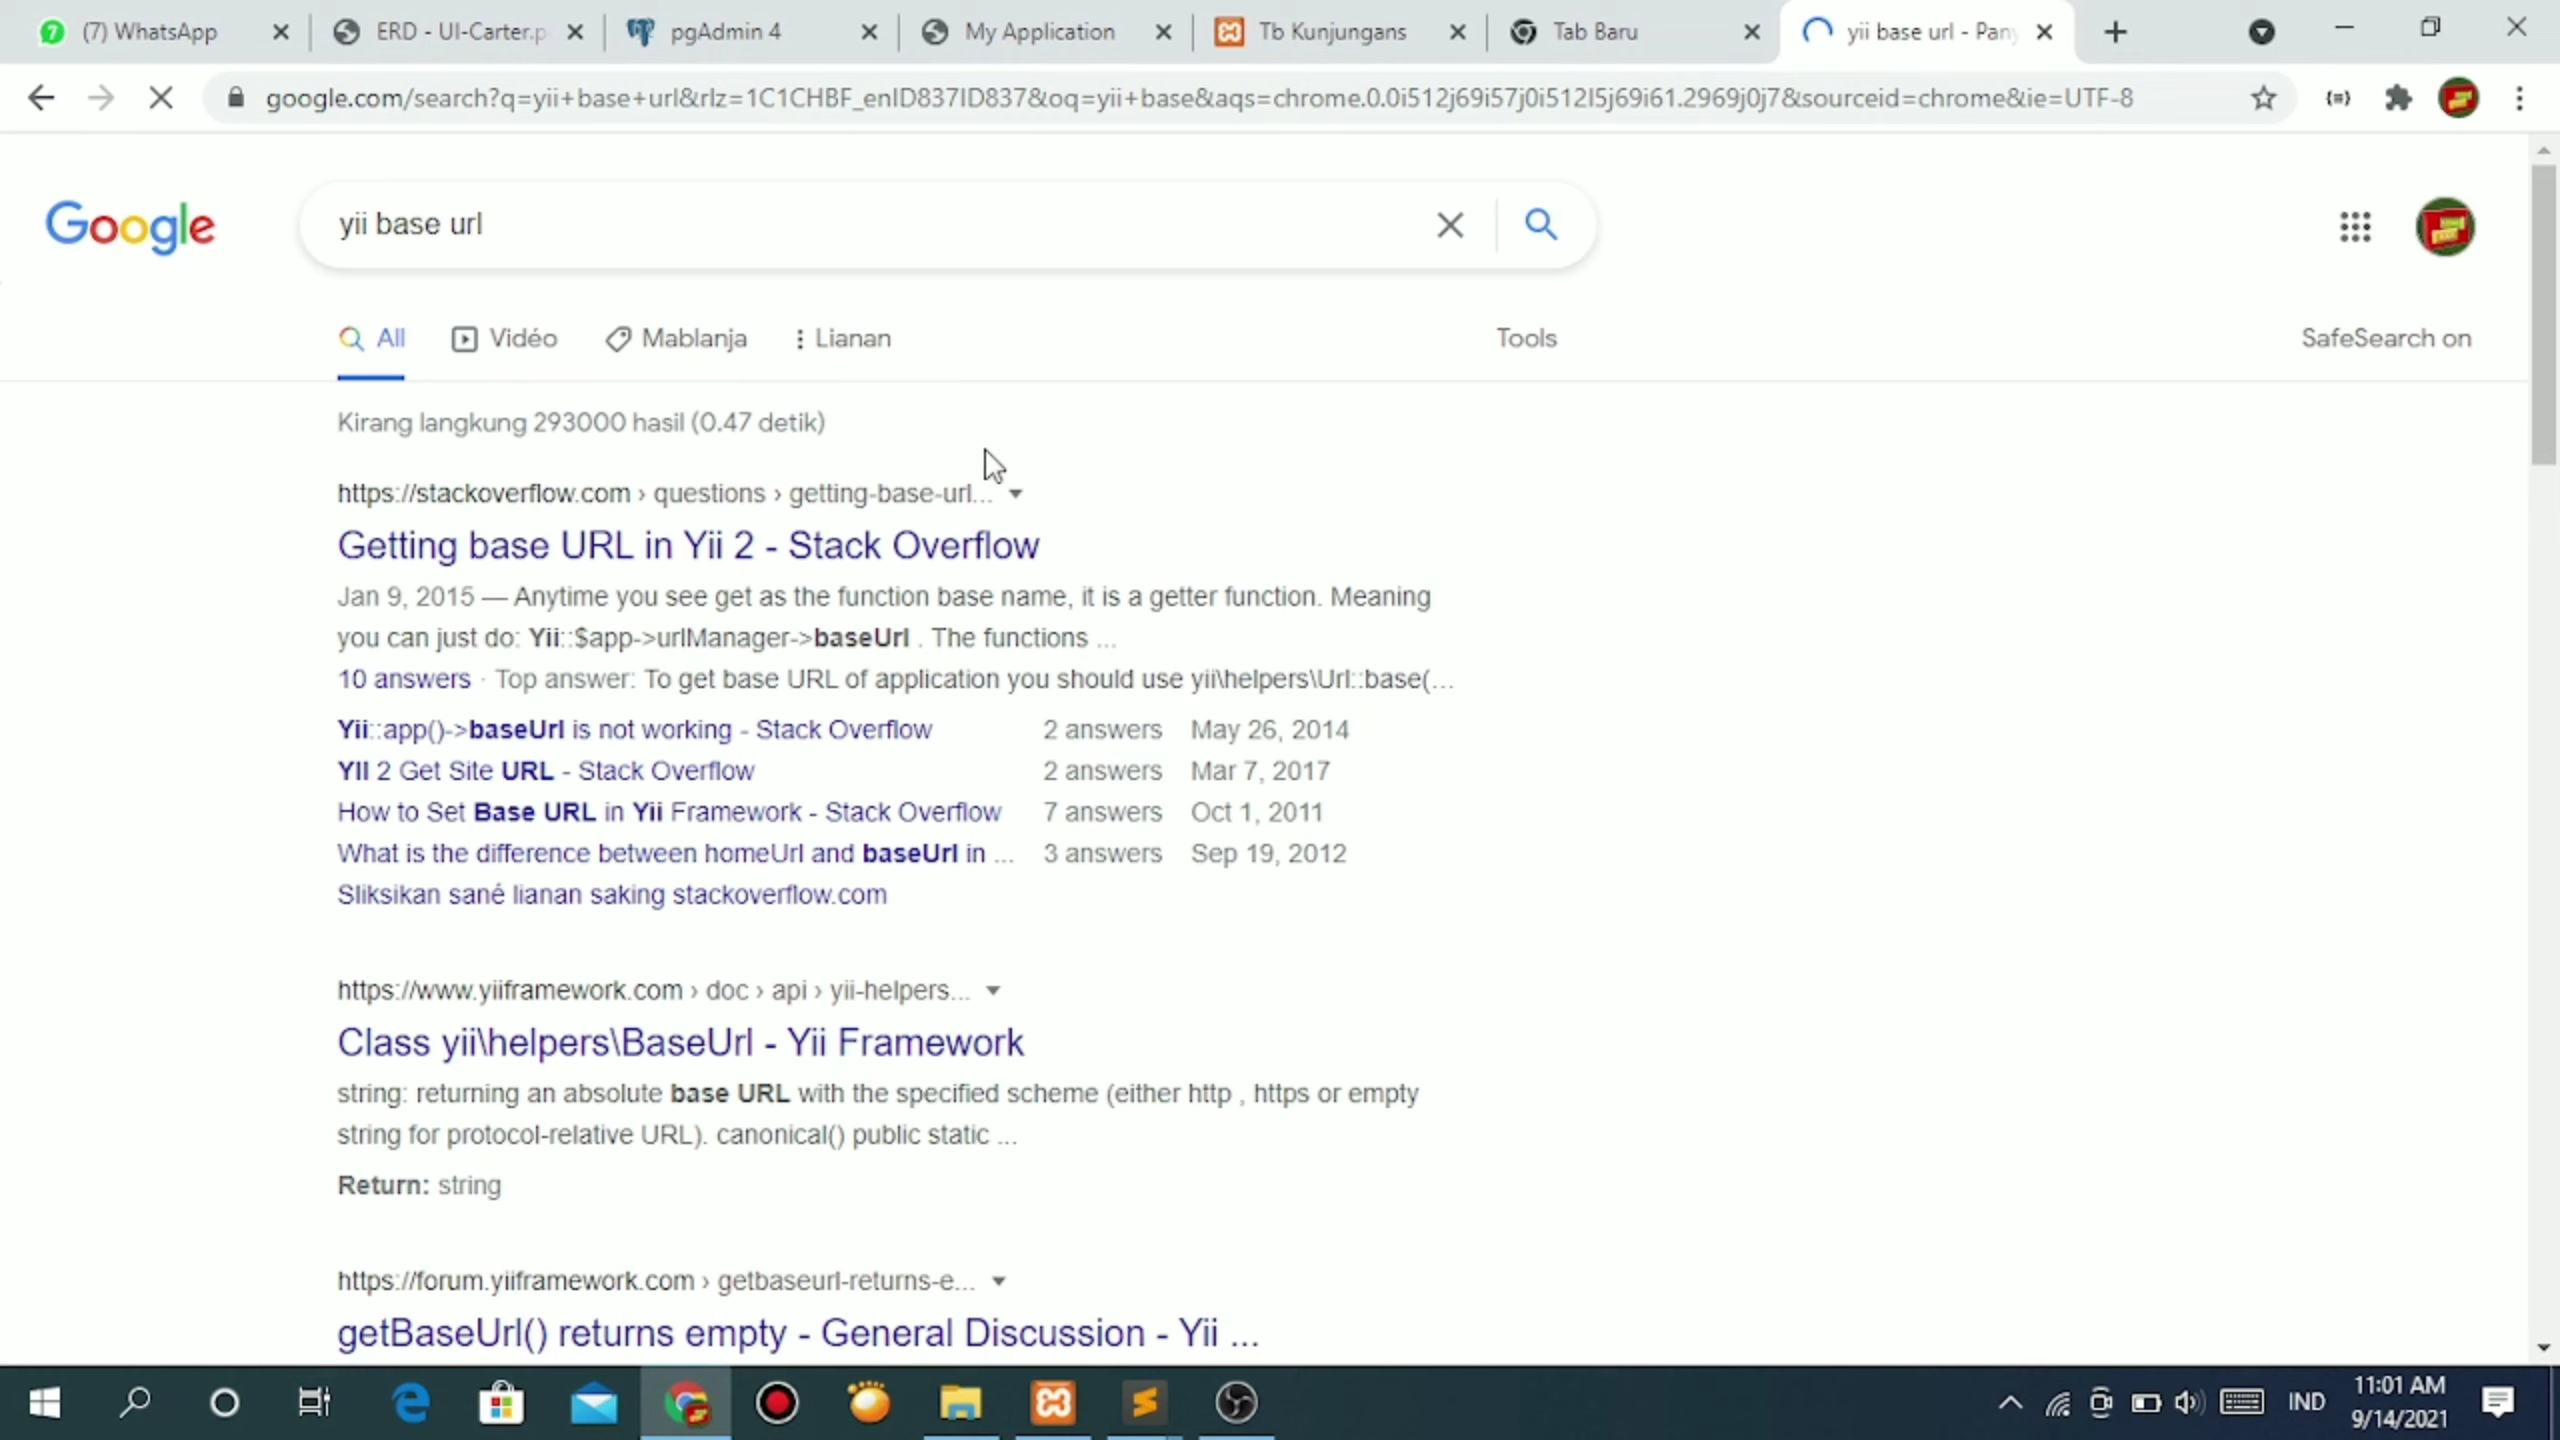 (7) WhatsApp
ERD - UI-Carter.p
pgAdmin 4
My Application
Tb Kunjungans
Tab Baru
yii base url - Pany
google.com/search?q=yii+base+url&rlz=1C1CHBF_enID837ID837&oq=yii+base&aqs=chrome.0.0i512j69i57j0i512l5j69i61.2969j0j7&sourceid=chrome&ie=UTF-8
Google
yii base url
All
Vidéo
Mablanja
Lianan
Tools
SafeSearch on
Kirang langkung 293000 hasil (0.47 detik)
https://stackoverflow.com › questions › getting-base-url...
Getting base URL in Yii 2 - Stack Overflow
Jan 9, 2015 — Anytime you see get as the function base name, it is a getter function. Meaning
you can just do: Yii::$app->urlManager->baseUrl . The functions ...
10 answers · Top answer: To get base URL of application you should use yii\helpers\Url::base(...
Yii::app()->baseUrl is not working - Stack Overflow 2 answers May 26, 2014
YII 2 Get Site URL - Stack Overflow 2 answers Mar 7, 2017
How to Set Base URL in Yii Framework - Stack Overflow 7 answers Oct 1, 2011
What is the difference between homeUrl and baseUrl in ... 3 answers Sep 19, 2012
Sliksikan sané lianan saking stackoverflow.com
https://www.yiiframework.com › doc › api › yii-helpers...
Class yii\helpers\BaseUrl - Yii Framework
string: returning an absolute base URL with the specified scheme (either http , https or empty
string for protocol-relative URL). canonical() public static ...
Return: string
https://forum.yiiframework.com › getbaseurl-returns-e...
getBaseUrl() returns empty - General Discussion - Yii ...
IND
11:01 AM
9/14/2021